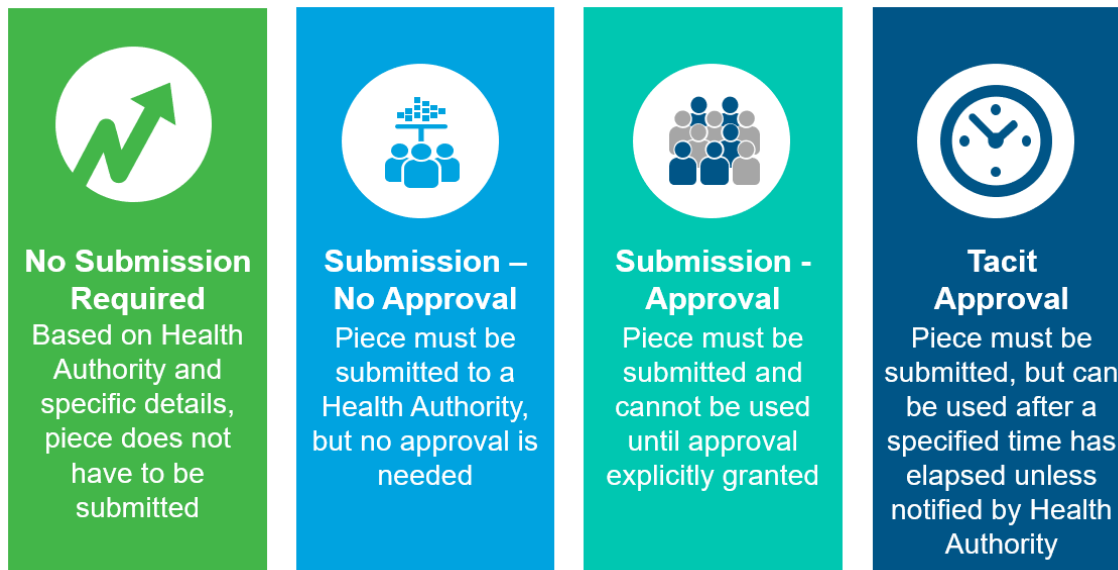 No Submission
Required
Based on Health
Authority and
specific details,
piece does not
have to be
submitted
Submission –
No Approval
Piece must be
submitted to a
Health Authority,
but no approval is
needed
Submission -
Approval
Piece must be
submitted and
cannot be used
until approval
explicitly granted
Tacit
Approval
Piece must be
submitted, but can
be used after a
specified time has
elapsed unless
notified by Health
Authority